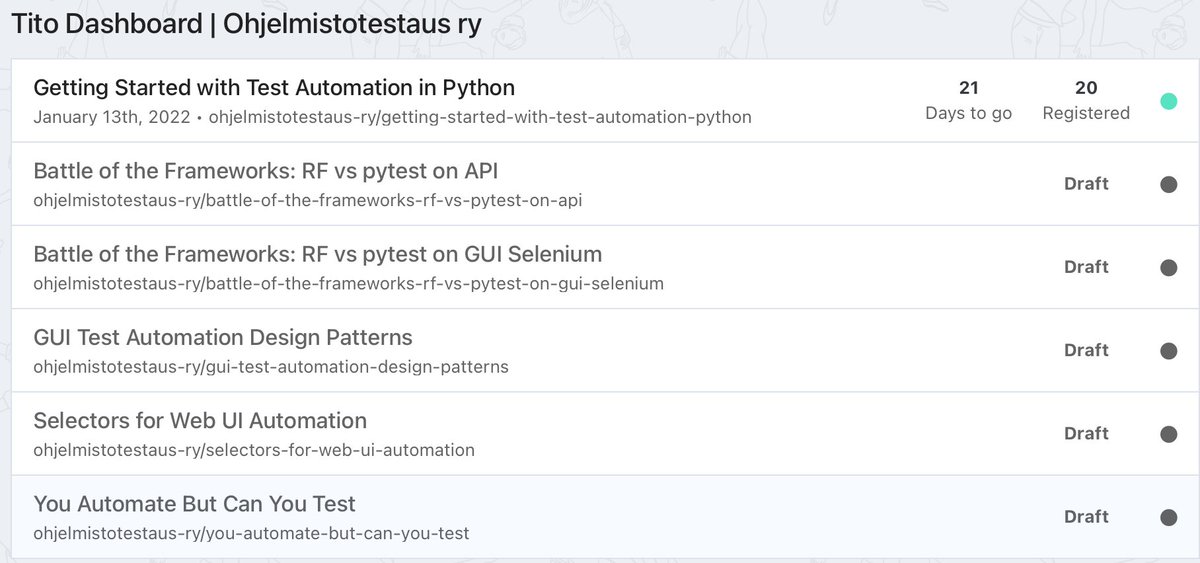 Tito Dashboard | Ohjelmistotestaus ry
Getting Started with Test Automation in Python
January 13th, 2022 • ohjelmistotestaus-ry/getting-started-with-test-automation-python
21
Days to go
20
Registered
Battle of the Frameworks: RF vs pytest on API
ohjelmistotestaus-ry/battle-of-the-frameworks-rf-vs-pytest-on-api
Draft
Battle of the Frameworks: RF vs pytest on GUI Selenium
ohjelmistotestaus-ry/battle-of-the-frameworks-rf-vs-pytest-on-gui-selenium
Draft
GUI Test Automation Design Patterns
ohjelmistotestaus-ry/gui-test-automation-design-patterns
Draft
Selectors for Web UI Automation
ohjelmistotestaus-ry/selectors-for-web-ui-automation
Draft
You Automate But Can You Test
ohjelmistotestaus-ry/you-automate-but-can-you-test
Draft